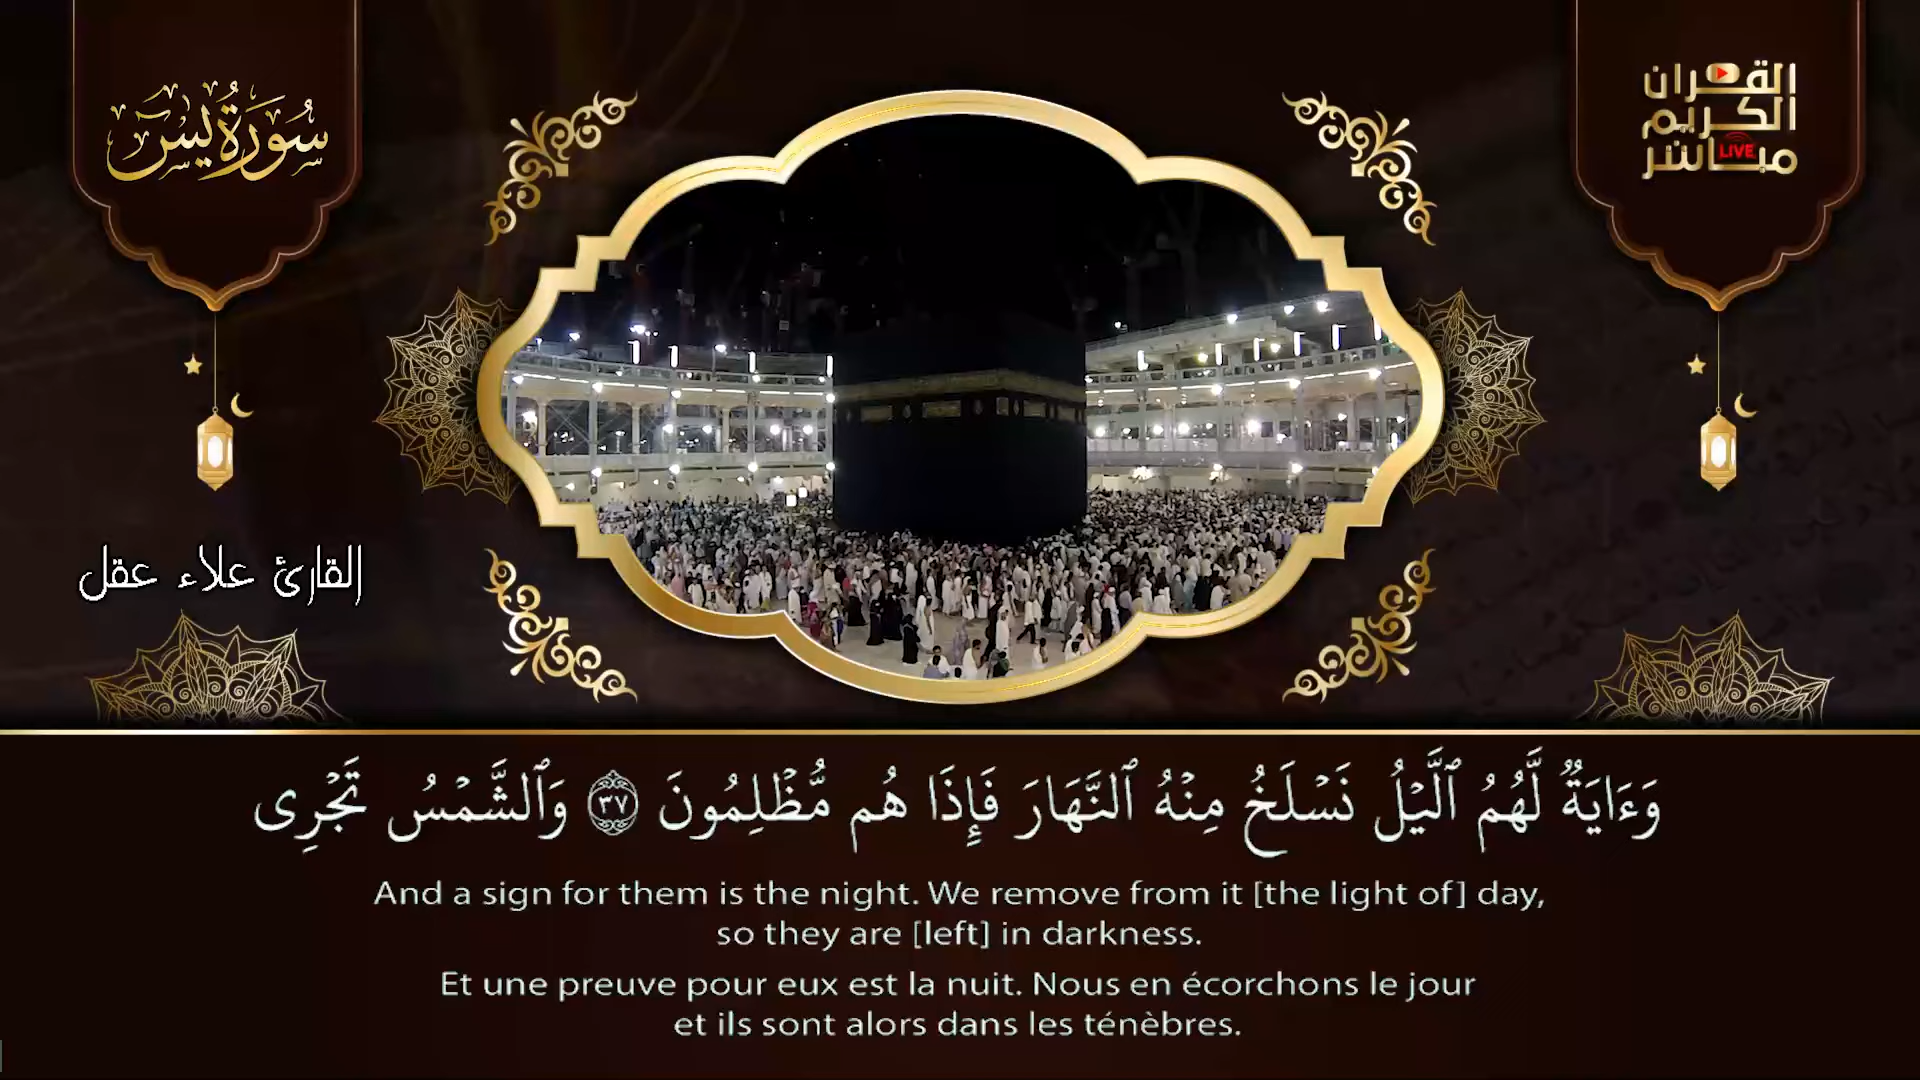 سُورَةُ يسٓ
القرآن
الكريم
مباشر
LIVE
القارئ علاء عقل
وَءَايَةٌ لَّهُمُ ٱلَّيۡلُ نَسۡلَخُ مِنۡهُ ٱلنَّهَارَ فَإِذَا هُم مُّظۡلِمُونَ ٣٧ وَٱلشَّمۡسُ تَجۡرِى
And a sign for them is the night. We remove from it [the light of] day,
so they are [left] in darkness.
Et une preuve pour eux est la nuit. Nous en écorchons le jour
et ils sont alors dans les ténèbres.